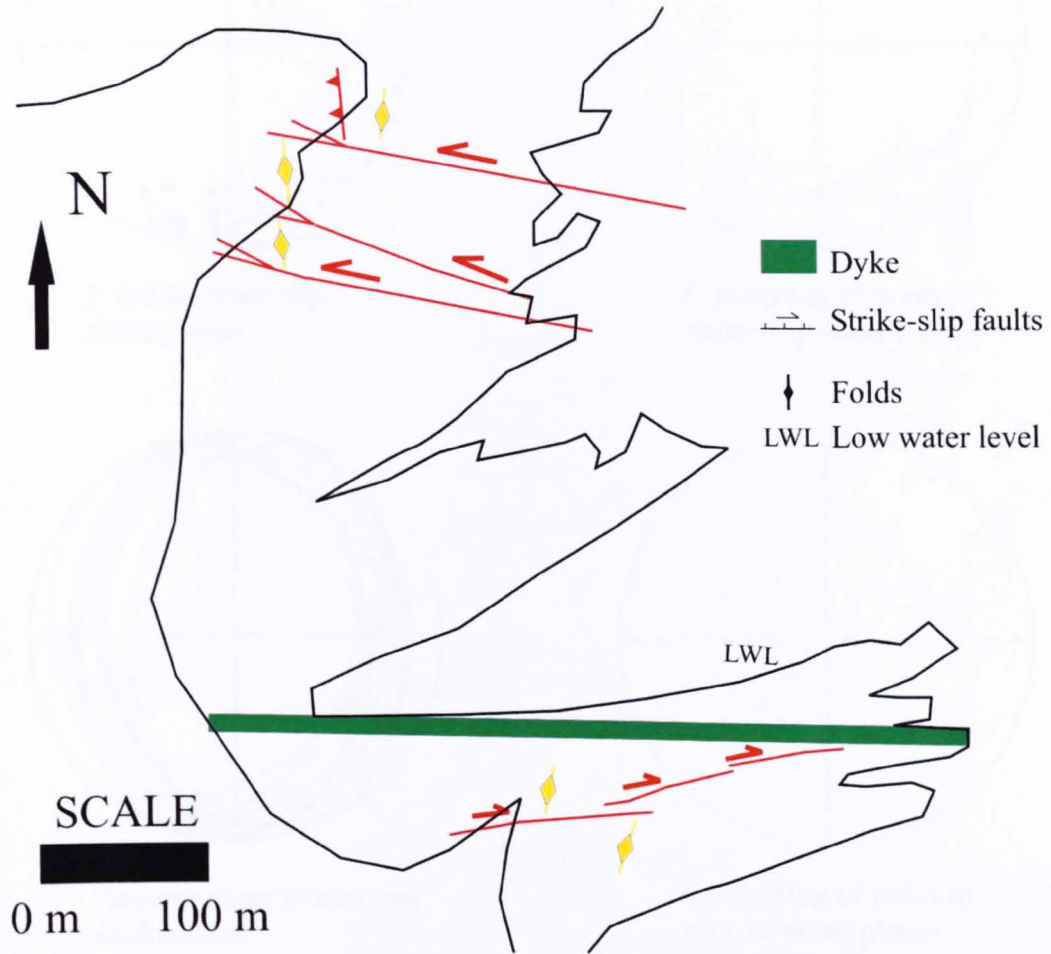 N
Dyke
Strike-slip faults
Folds
LWL Low water level
LWL
SCALE
0 m 100 m